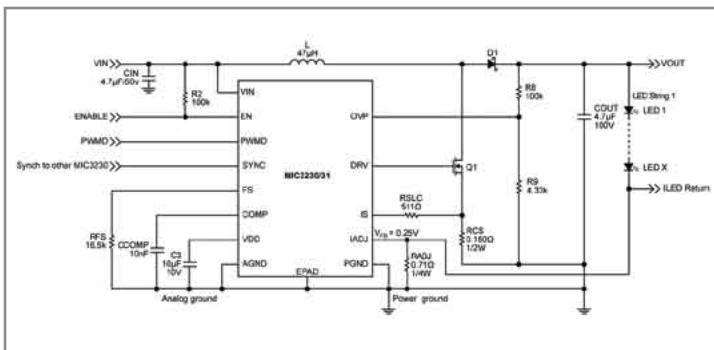 L
47µH
D1
VIN
VOUT
CIN
4.7µF/50v
R2
100k
VIN
R8
100k
COUT
4.7µF
100V
LED String 1
LED 1
ENABLE
EN
OVP
PWMD
PWMD
Synch to other MIC3230
SYNC
MIC3230/31
DRV
Q1
LED X
FS
R9
4.33k
ILED Return
RSLC
511Ω
COMP
IS
RFS
16.5k
CCOMP
10nF
C3
10µF
10V
VDD
IADJ
VFB = 0.25V
RCS
0.150Ω
1/2W
RADJ
0.71Ω
1/4W
AGND
EPAD
PGND
Analog ground
Power ground